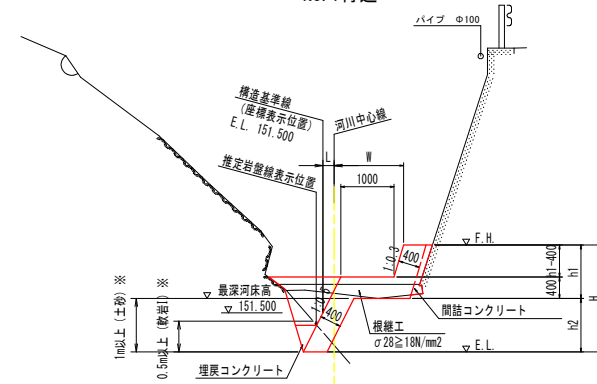 パイプ Φ100
構造基準線
(座標表示位置)
E.L. 151.500
河川中心線
推定岩盤線表示位置
L
W
1000
1:0.3
400
F.H.
h1-400
400
h1
H
h2
最深河床高
151.500
1:0.6
400
根継工
σ28≧18N/mm2
間詰コンクリート
E.L.
埋戻コンクリート
1m以上(土砂) ※
0.5m以上(軟岩Ⅰ) ※